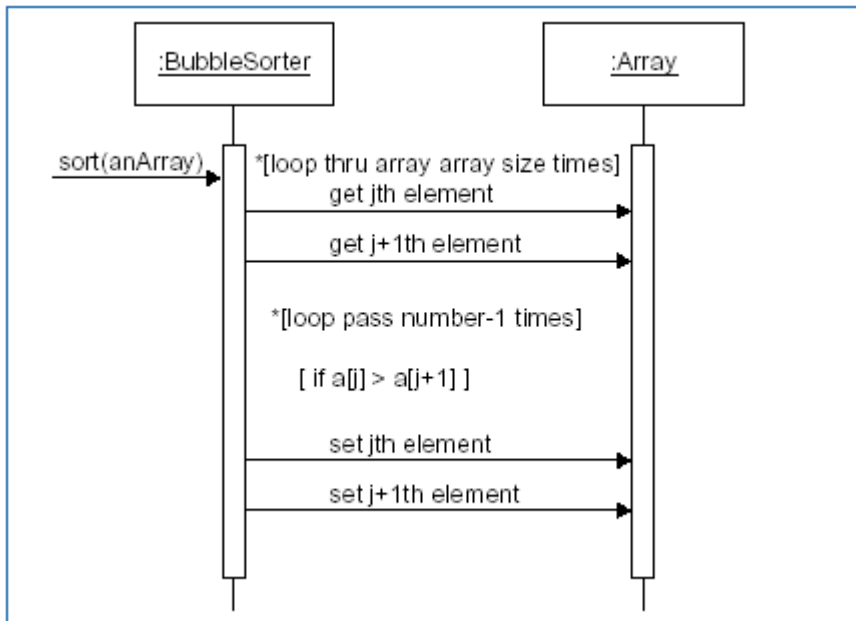 :BubbleSorter
:Array
sort(anArray)
*[loop thru array array size times]
get jth element
get j+1th element
*[loop pass number-1 times]
[ if a[j] > a[j+1] ]
set jth element
set j+1th element